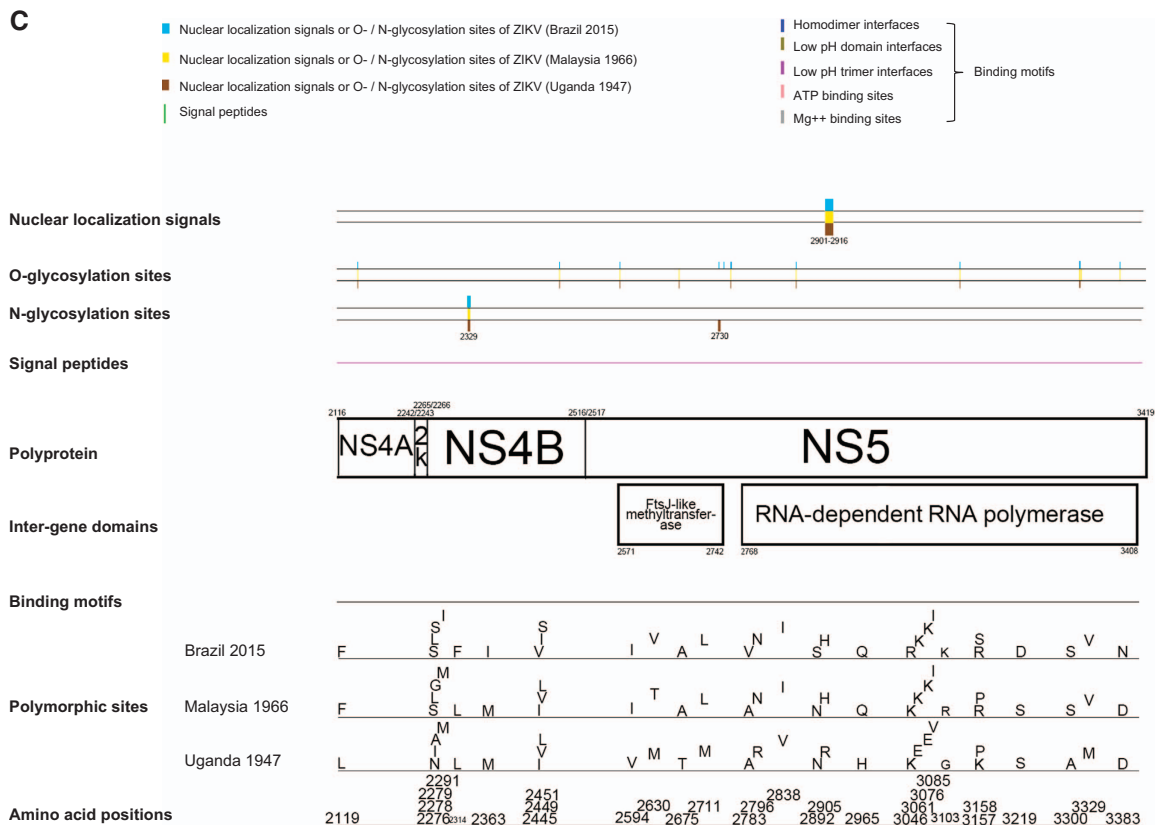 C
Nuclear localization signals or O- / N-glycosylation sites of ZIKV (Brazil 2015)
Nuclear localization signals or O- / N-glycosylation sites of ZIKV (Malaysia 1966)
Nuclear localization signals or O- / N-glycosylation sites of ZIKV (Uganda 1947)
Signal peptides
Homodimer interfaces
Low pH domain interfaces
Low pH trimer interfaces
ATP binding sites
Mg++ binding sites
Binding motifs
Nuclear localization signals
2901-2916
O-glycosylation sites
N-glycosylation sites
2329 2730
Signal peptides
2265/2266
2116 2242/2243 2516/2517 3419
Polyprotein
NS4A 2k NS4B NS5
Inter-gene domains
FtsJ-like
methyltransfer-
ase
RNA-dependent RNA polymerase
2571 2742 2768 3408
Binding motifs
I
S S I K I
L I V L N H K S V
Brazil 2015 F S F I V I A V S Q R K R D S N
M
G L I I
L I T L N H K K P V
Polymorphic sites Malaysia 1966 F S L M I I A A N Q K R R S S D
M V
A L V E
I V M M R R E P M
Uganda 1947 L N L M I V T A N H K G K S A D
2291 3085
2279 2451 2838 3076
2278 2449 2630 2711 2796 2905 3061 3158 3329
Amino acid positions 2119 2276 2314 2363 2445 2594 2675 2783 2892 2965 3046 3103 3157 3219 3300 3383